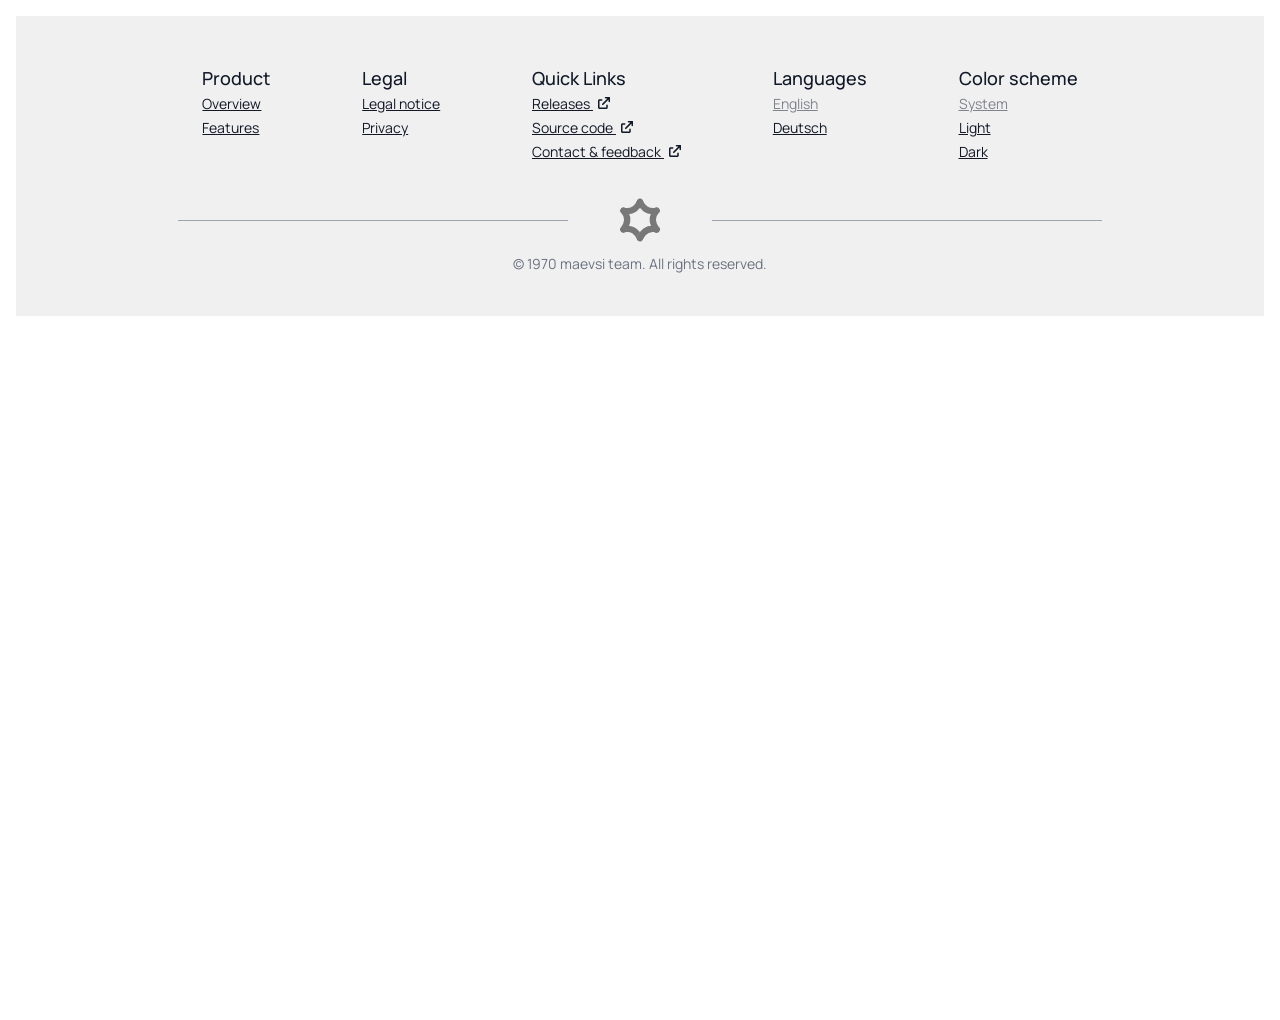 Product
Overview
Features
Legal
Legal notice
Privacy
Quick Links
Releases
Source code
Contact & feedback
Languages
English
Deutsch
Color scheme
System
Light
Dark
© 1970 maevsi team. All rights reserved.